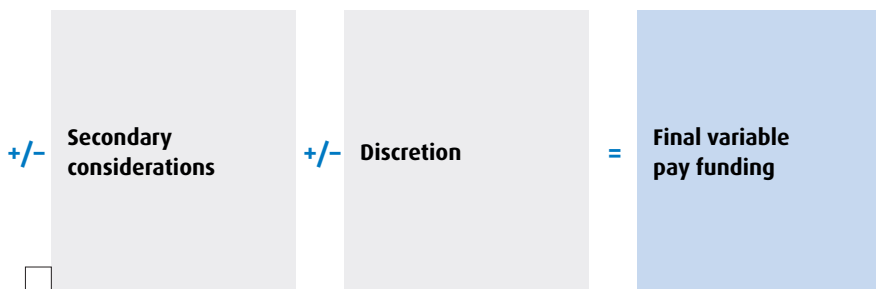 +/–
Secondary
considerations
+/–
Discretion
=
Final variable
pay funding